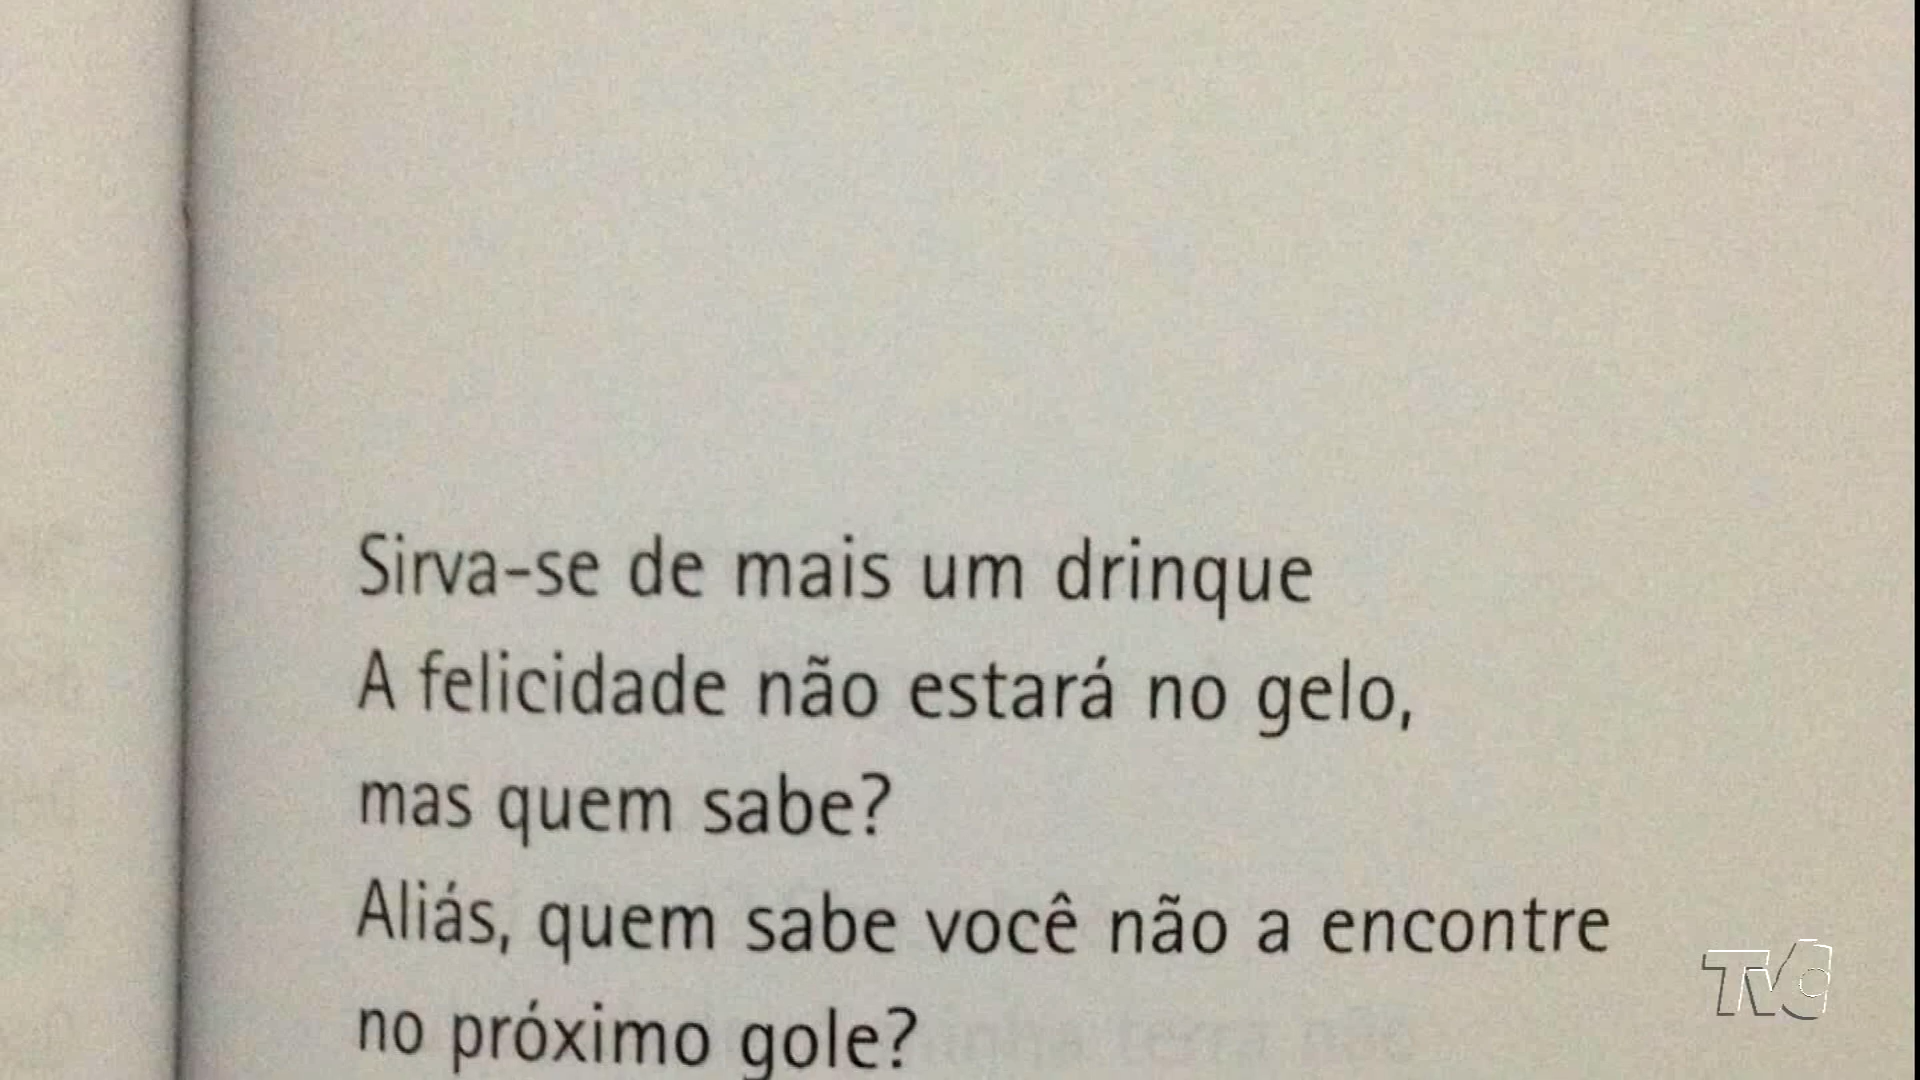 Sirva-se de mais um drinque
A felicidade não estará no gelo,
mas quem sabe?
Aliás, quem sabe você não a encontre
no próximo gole?
TVC